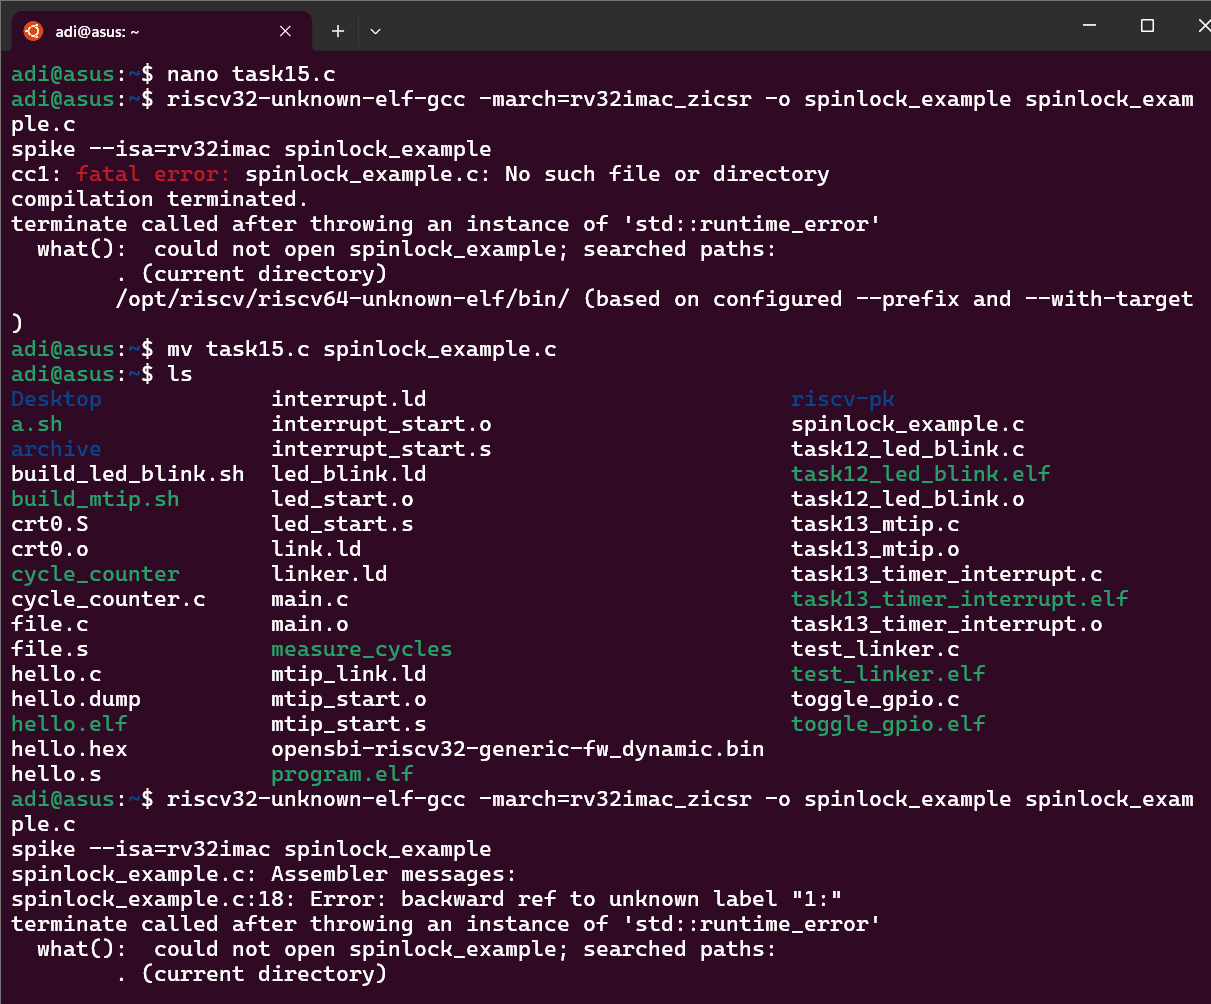 adi@asus: ~
adi@asus:~$ nano task15.c
adi@asus:~$ riscv32-unknown-elf-gcc -march=rv32imac_zicsr -o spinlock_example spinlock_exam
ple.c
spike --isa=rv32imac spinlock_example
cc1: fatal error: spinlock_example.c: No such file or directory
compilation terminated.
terminate called after throwing an instance of 'std::runtime_error'
  what():  could not open spinlock_example; searched paths:
        . (current directory)
        /opt/riscv/riscv64-unknown-elf/bin/ (based on configured --prefix and --with-target
)
adi@asus:~$ mv task15.c spinlock_example.c
adi@asus:~$ ls
Desktop             interrupt.ld                            riscv-pk
a.sh                interrupt_start.o                       spinlock_example.c
archive             interrupt_start.s                       task12_led_blink.c
build_led_blink.sh  led_blink.ld                            task12_led_blink.elf
build_mtip.sh       led_start.o                             task12_led_blink.o
crt0.S              led_start.s                             task13_mtip.c
crt0.o              link.ld                                 task13_mtip.o
cycle_counter       linker.ld                               task13_timer_interrupt.c
cycle_counter.c     main.c                                  task13_timer_interrupt.elf
file.c              main.o                                  task13_timer_interrupt.o
file.s              measure_cycles                          test_linker.c
hello.c             mtip_link.ld                            test_linker.elf
hello.dump          mtip_start.o                            toggle_gpio.c
hello.elf           mtip_start.s                            toggle_gpio.elf
hello.hex           opensbi-riscv32-generic-fw_dynamic.bin
hello.s             program.elf
adi@asus:~$ riscv32-unknown-elf-gcc -march=rv32imac_zicsr -o spinlock_example spinlock_exam
ple.c
spike --isa=rv32imac spinlock_example
spinlock_example.c: Assembler messages:
spinlock_example.c:18: Error: backward ref to unknown label "1:"
terminate called after throwing an instance of 'std::runtime_error'
  what():  could not open spinlock_example; searched paths:
        . (current directory)